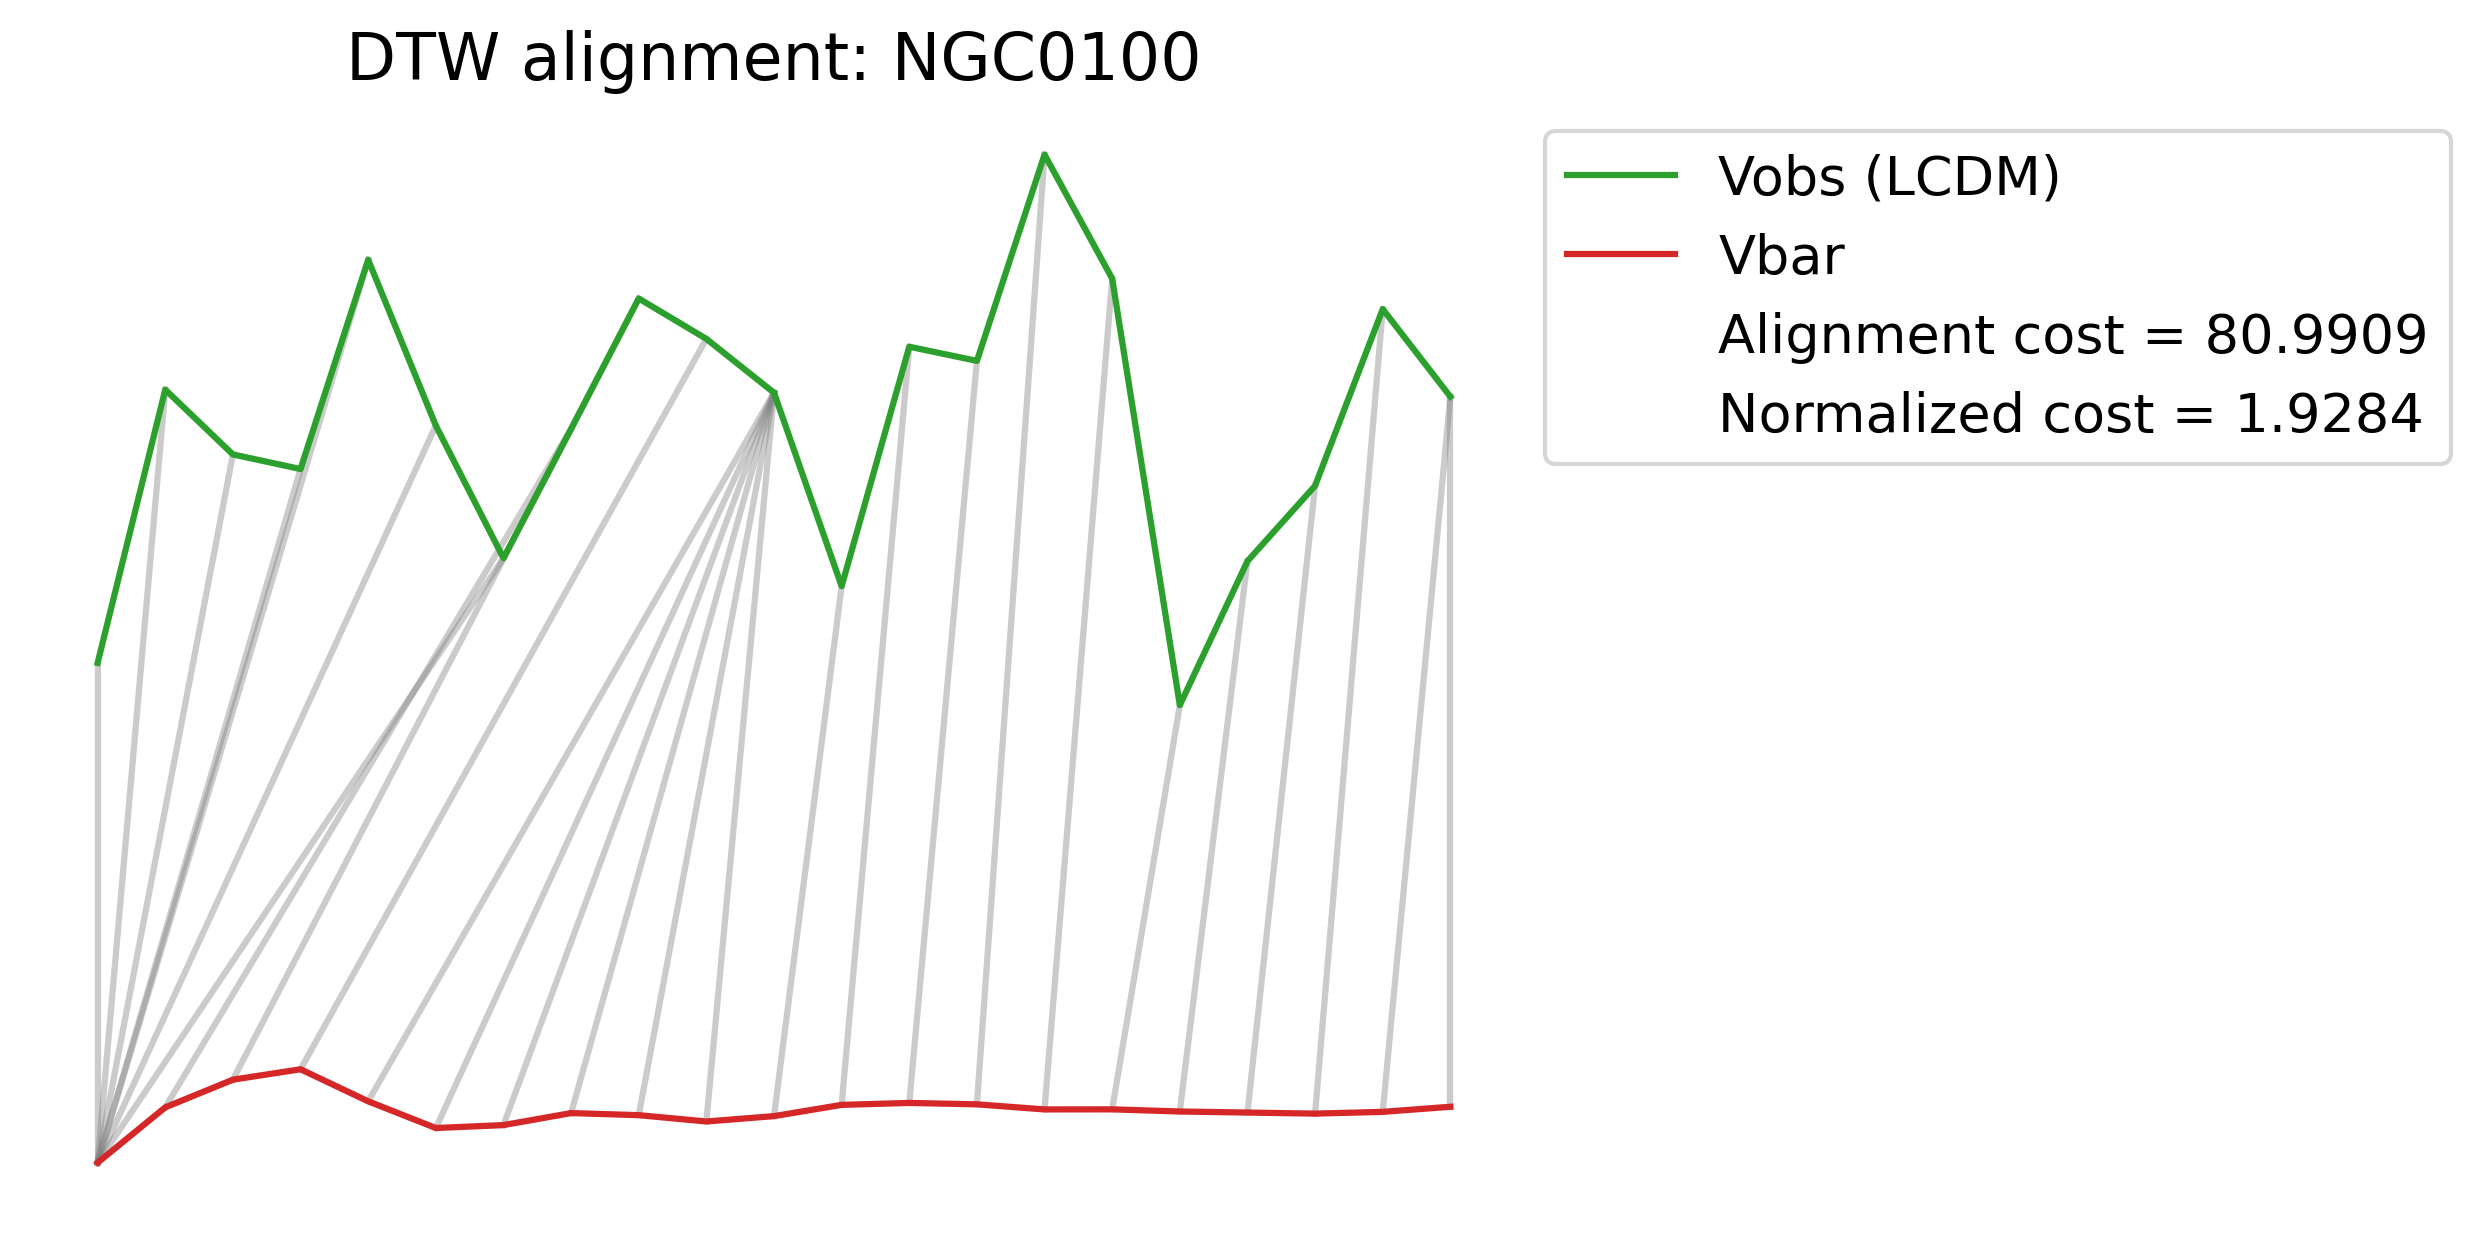 DTW alignment: NGC0100
Vobs (LCDM)
Vbar
Alignment cost = 80.9909
Normalized cost = 1.9284